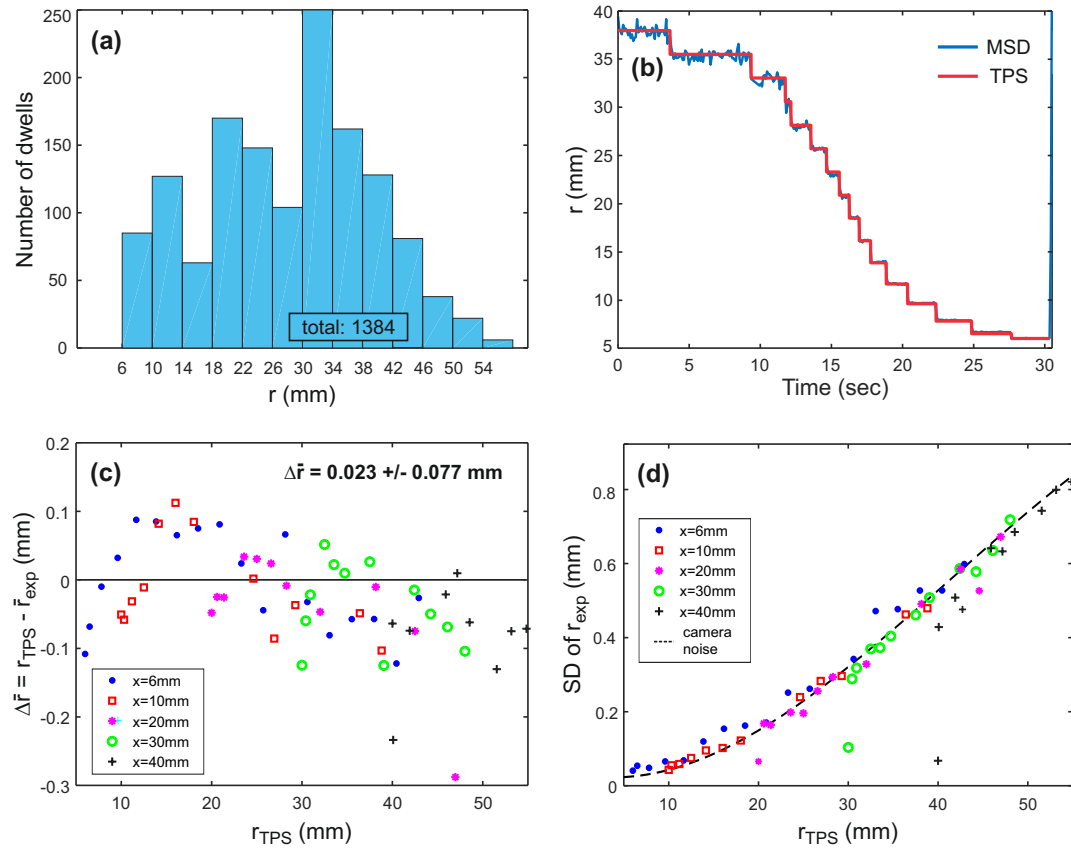 (a)
250
200
150
100
50
0
Number of dwells
total: 1384
6 10 14 18 22 26 30 34 38 42 46 50 54
r (mm)
(b)
40
35
30
25
20
15
10
5
r (mm)
MSD
TPS
0 5 10 15 20 25 30
Time (sec)
(c)
Δr̄ = 0.023 +/- 0.077 mm
0.2
0.1
0
-0.1
-0.2
-0.3
Δr̄ = r̄TPS - r̄exp (mm)
x=6mm
x=10mm
x=20mm
x=30mm
x=40mm
10 20 30 40 50
rTPS (mm)
(d)
0.8
0.6
0.4
0.2
0
SD of rexp (mm)
x=6mm
x=10mm
x=20mm
x=30mm
x=40mm
camera
noise
10 20 30 40 50
rTPS (mm)